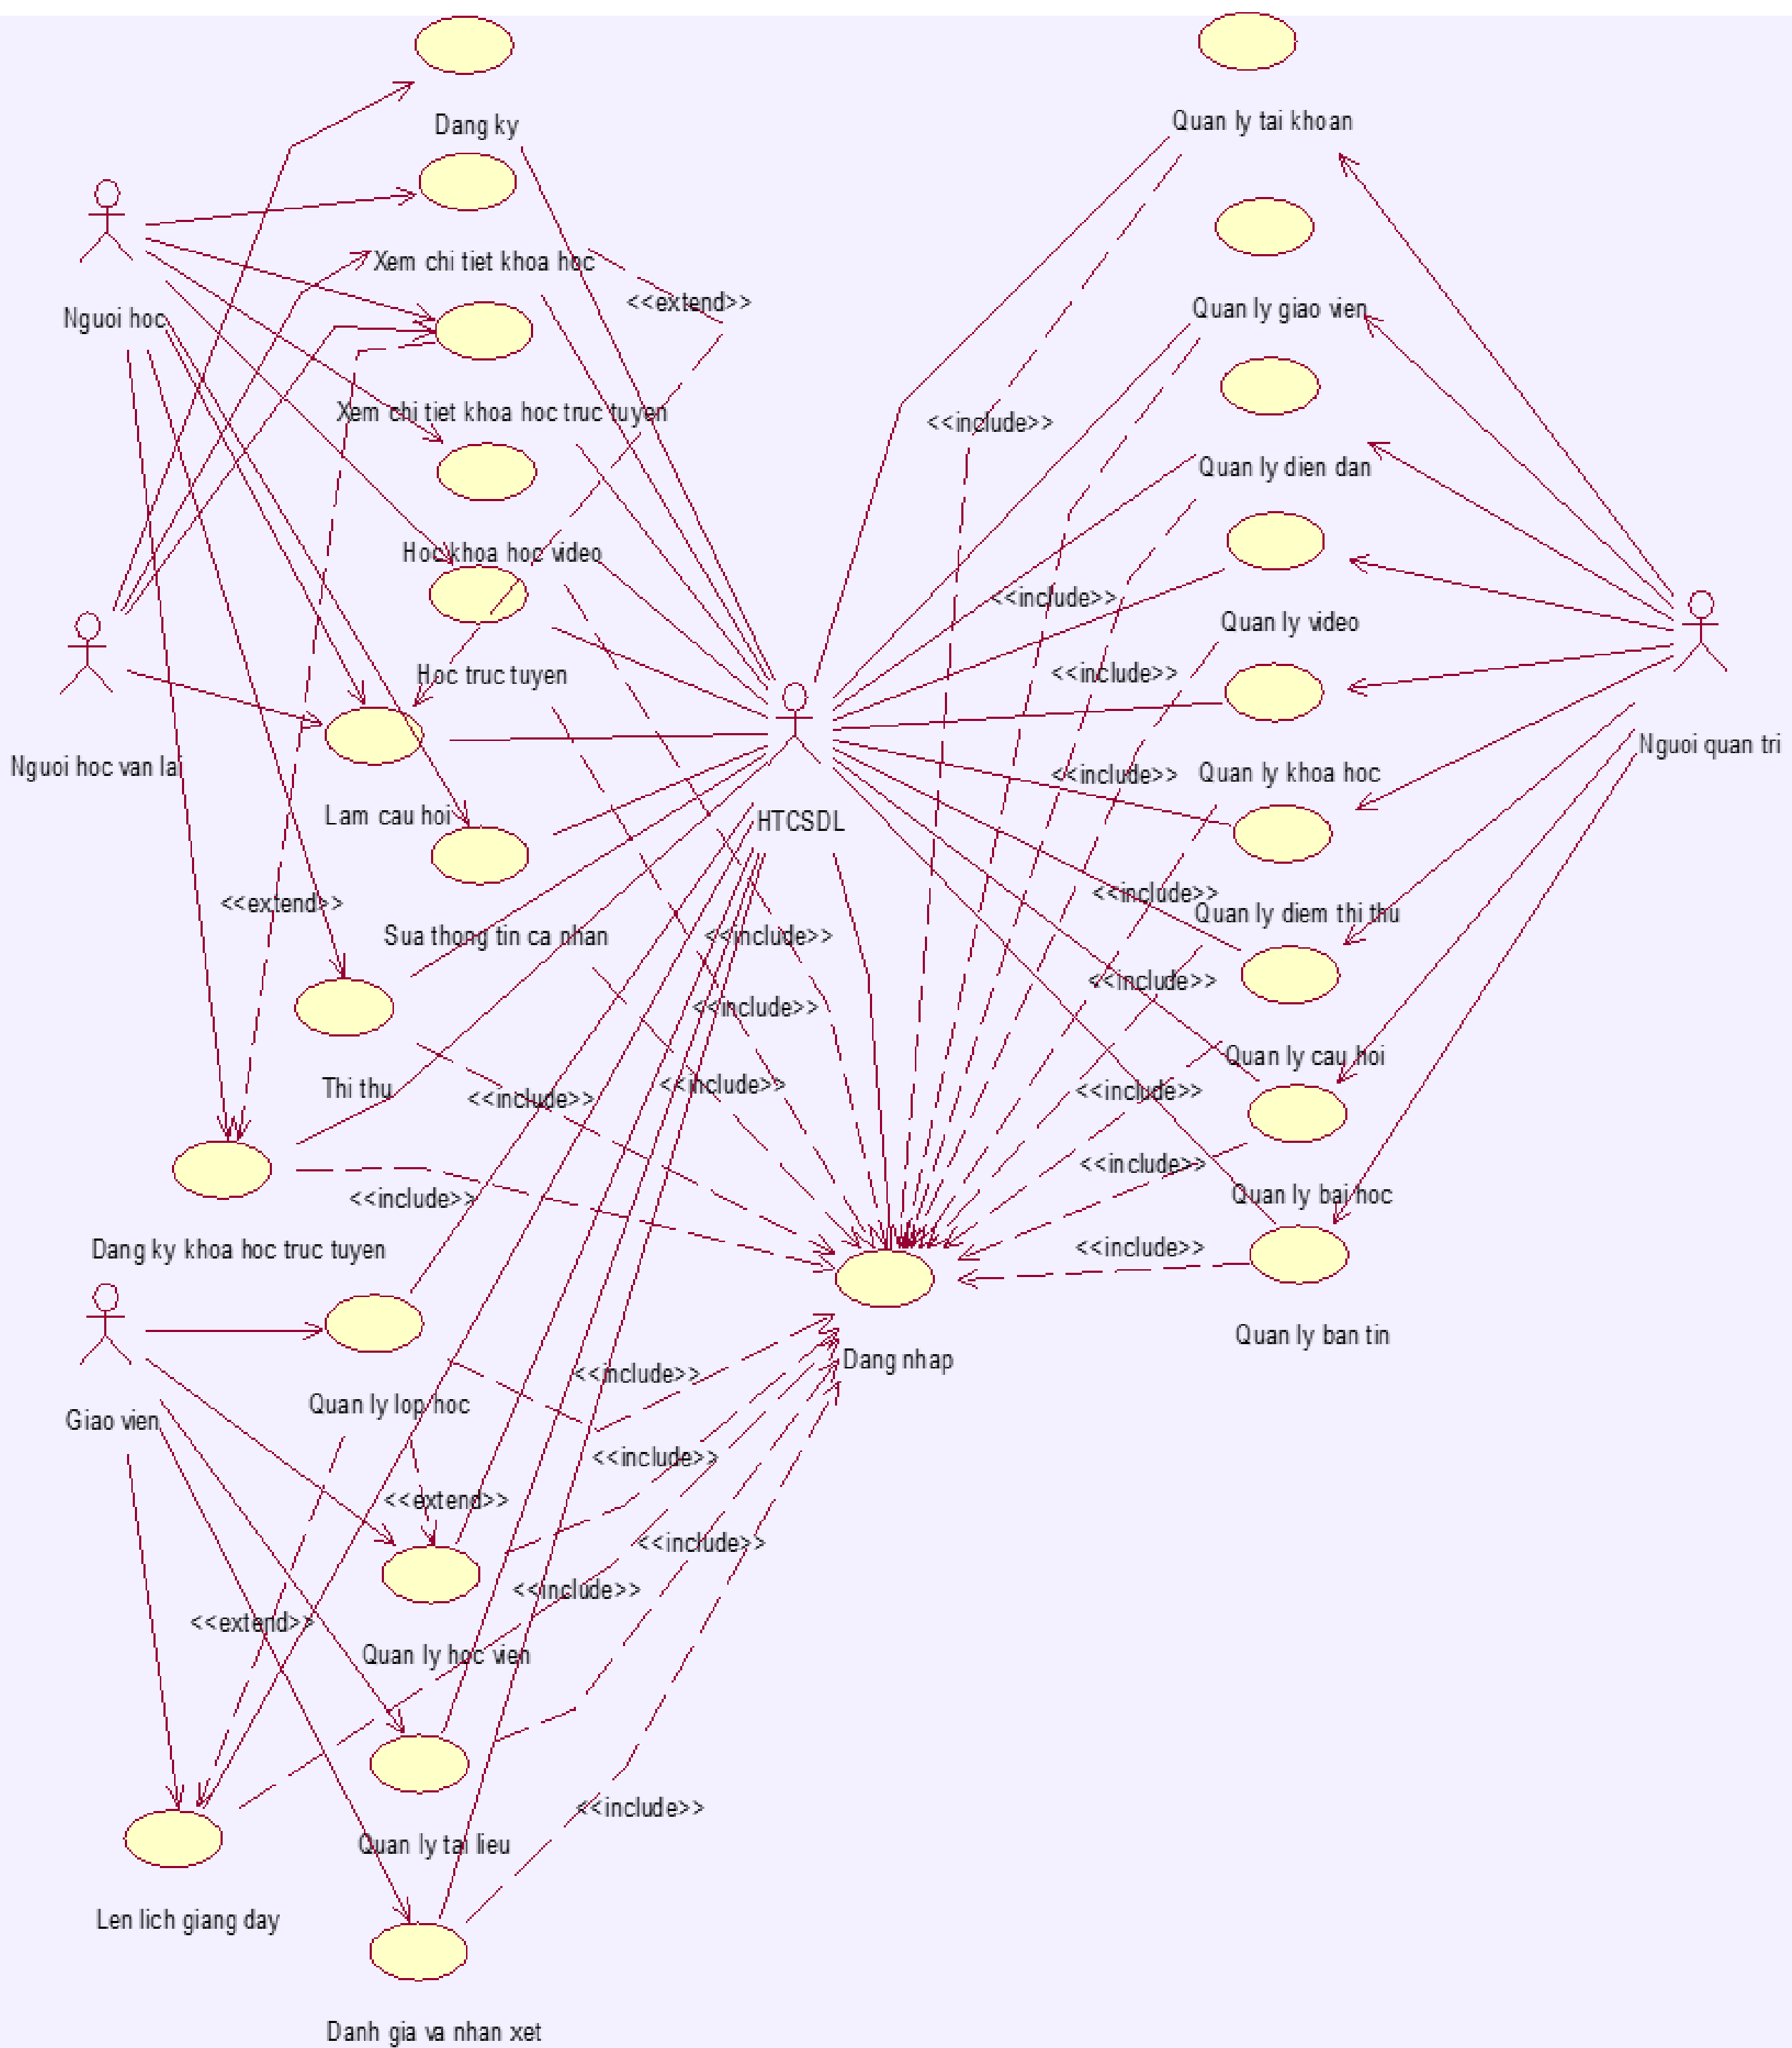 Dang ky
Quan ly tai khoan
Xem chi tiet khoa hoc
<<extend>>
Quan ly giao vien
Nguoi hoc
Xem chi tiet khoa hoc truc tuyen
<<include>>
Quan ly dien dan
Hoc khoa hoc video
<<include>>
Quan ly video
Hoc truc tuyen
<<include>>
Nguoi quan tri
Nguoi hoc van lai
<<include>>
Quan ly khoa hoc
Lam cau hoi
HTCSDL
<<include>>
Quan ly diem thi thu
<<extend>>
Sua thong tin ca nhan
<<include>>
<<include>>
<<include>>
Quan ly cau hoi
Thi thu
<<include>>
<<include>>
<<include>>
<<include>>
Quan ly bai hoc
<<include>>
Dang ky khoa hoc truc tuyen
<<include>>
Quan ly ban tin
Dang nhap
<<include>>
Quan ly lop hoc
Giao vien
<<include>>
<<extend>>
<<include>>
<<include>>
<<extend>>
Quan ly hoc vien
<<include>>
Quan ly tai lieu
Len lich giang day
Danh gia va nhan xet